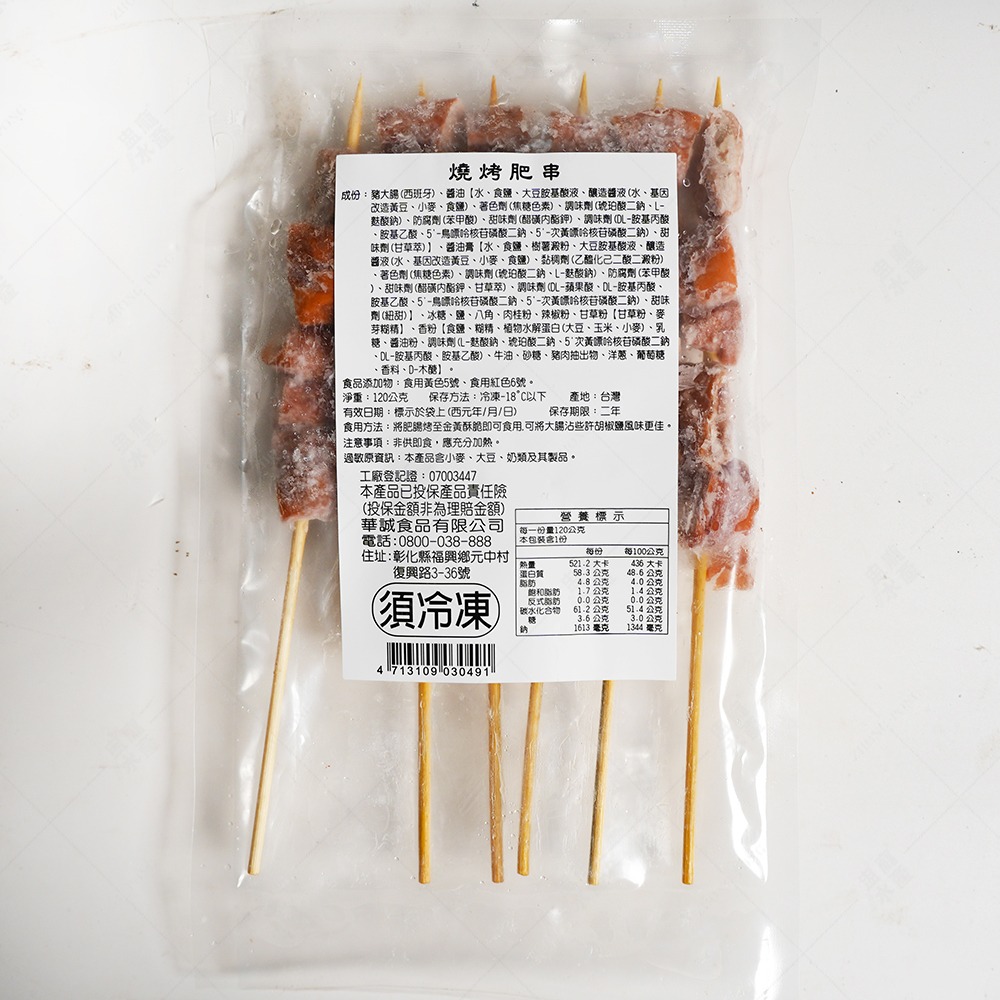 燒烤肥串
成份：豬大腸(西班牙)、醬油【水、食鹽、大豆胺基酸液、釀造醬液(水、基因
改造黃豆、小麥、食鹽)、著色劑(焦糖色素)、調味劑(琥珀酸二鈉、L-
麩酸鈉)、防腐劑(苯甲酸)、甜味劑(醋磺內酯鉀)、調味劑(DL-胺基丙酸
、胺基乙酸、5'-鳥嘌呤核苷磷酸二鈉、5'-次黃嘌呤核苷磷酸二鈉)、甜
味劑(甘草萃)】、醬油膏【水、食鹽、樹薯澱粉、大豆胺基酸液、釀造
醬液(水、基因改造黃豆、小麥、食鹽)、黏稠劑(乙醯化己二酸二澱粉)
、著色劑(焦糖色素)、調味劑(琥珀酸二鈉、L-麩酸鈉)、防腐劑(苯甲酸
)、甜味劑(醋磺內酯鉀、甘草萃)、調味劑(DL-蘋果酸、DL-胺基丙酸、
胺基乙酸、5'-鳥嘌呤核苷磷酸二鈉、5'-次黃嘌呤核苷磷酸二鈉)、甜味
劑(紐甜)】、冰糖、鹽、八角、肉桂粉、辣椒粉、甘草粉【甘草粉、麥
芽糊精】、香粉【食鹽、糊精、植物水解蛋白(大豆、玉米、小麥)、乳
糖、醬油粉、調味劑(L-麩酸鈉、琥珀酸二鈉、5'次黃嘌呤核苷磷酸二鈉
、DL-胺基丙酸、胺基乙酸)、牛油、砂糖、豬肉抽出物、洋蔥、葡萄糖
、香料、D-木醣】。
食品添加物：食用黃色5號、食用紅色6號。
淨重：120公克 保存方法：冷凍-18°C以下 產地：台灣
有效日期：標示於袋上(西元年/月/日) 保存期限：二年
食用方法：將肥腸烤至金黃酥脆即可食用,可將大腸沾些許胡椒鹽風味更佳。
注意事項：非供即食，應充分加熱。
過敏原資訊：本產品含小麥、大豆、奶類及其製品。
工廠登記證：07003447
本產品已投保產品責任險
(投保金額非為理賠金額)
華誠食品有限公司
電話:0800-038-888
住址:彰化縣福興鄉元中村
復興路3-36號
須冷凍
4 713109 030491
營養標示
每一份量120公克
本包裝含1份
每份 每100公克
熱量 521.2 大卡 436 大卡
蛋白質 58.3 公克 48.6 公克
脂肪 4.8 公克 4.0 公克
飽和脂肪 1.7 公克 1.4 公克
反式脂肪 0.0 公克 0.0 公克
碳水化合物 61.2 公克 51.4 公克
糖 3.6 公克 3.0 公克
鈉 1613 毫克 1344 毫克